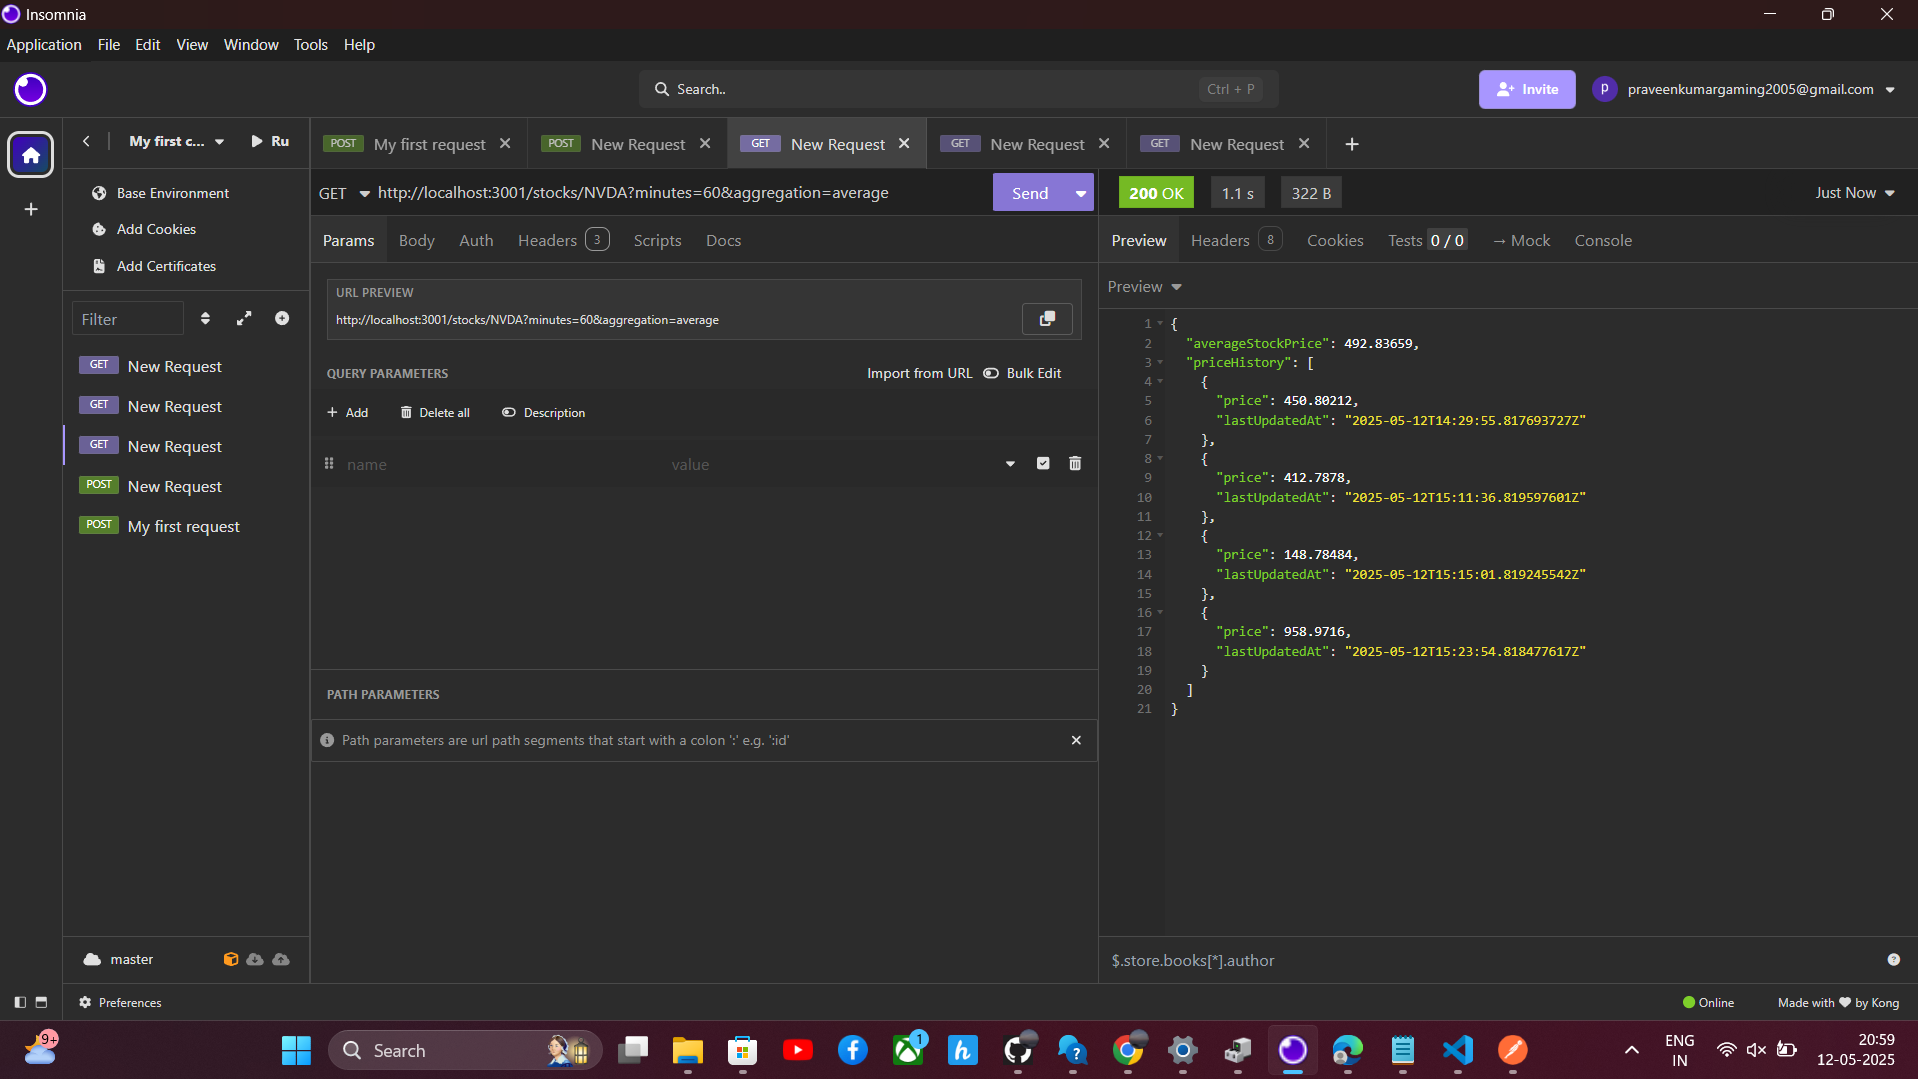 Insomnia
Application File Edit View Window Tools Help
Search.. Ctrl + P
Invite
p praveenkumargaming2005@gmail.com
My first c... Ru
POST My first request
POST New Request
GET New Request
GET New Request
GET New Request
Base Environment
Add Cookies
Add Certificates
Filter
GET New Request
GET New Request
GET New Request
POST New Request
POST My first request
master
Preferences
GET http://localhost:3001/stocks/NVDA?minutes=60&aggregation=average Send
Params Body Auth Headers 3 Scripts Docs
URL PREVIEW
http://localhost:3001/stocks/NVDA?minutes=60&aggregation=average
QUERY PARAMETERS Import from URL Bulk Edit
+ Add Delete all Description
name value
PATH PARAMETERS
Path parameters are url path segments that start with a colon ':' e.g. ':id'
200 OK 1.1 s 322 B Just Now
Preview Headers 8 Cookies Tests 0 / 0 → Mock Console
Preview
1 {
2 "averageStockPrice": 492.83659,
3 "priceHistory": [
4 {
5 "price": 450.80212,
6 "lastUpdatedAt": "2025-05-12T14:29:55.817693727Z"
7 },
8 {
9 "price": 412.7878,
10 "lastUpdatedAt": "2025-05-12T15:11:36.819597601Z"
11 },
12 {
13 "price": 148.78484,
14 "lastUpdatedAt": "2025-05-12T15:15:01.819245542Z"
15 },
16 {
17 "price": 958.9716,
18 "lastUpdatedAt": "2025-05-12T15:23:54.818477617Z"
19 }
20 ]
21 }
$.store.books[*].author
Online Made with ❤ by Kong
9+ Search 1 h ENG IN 20:59
12-05-2025